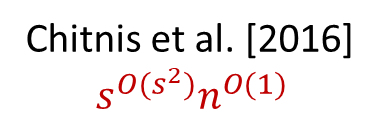 Chitnis et al. [2016]
s^{O(s^2)} n^{O(1)}